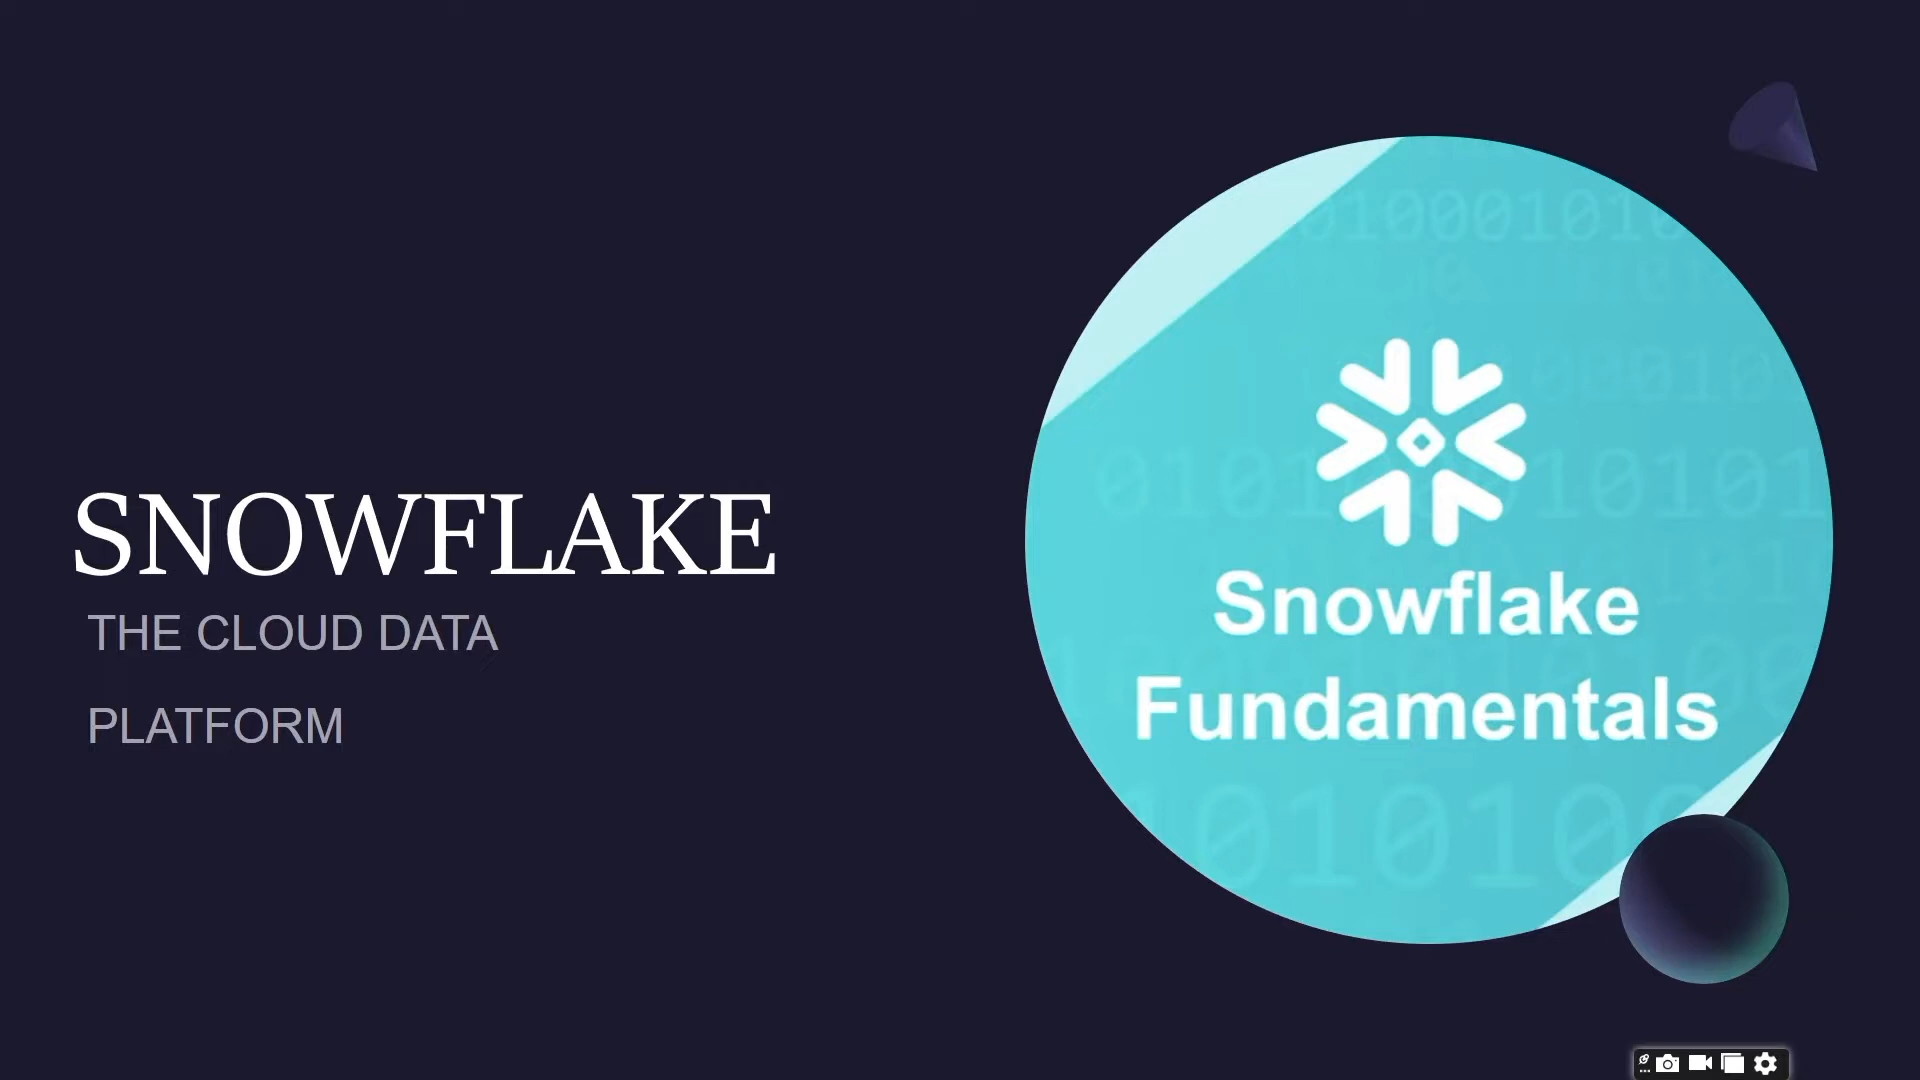 SNOWFLAKE
THE CLOUD DATA
PLATFORM
Snowflake
Fundamentals